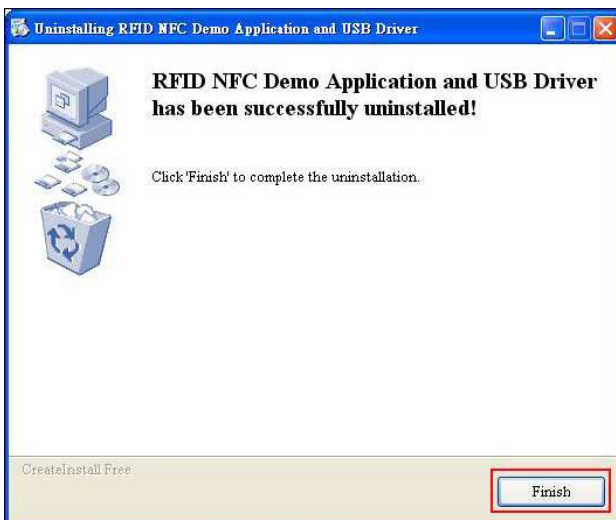 Uninstalling RFID NFC Demo Application and USB Driver
RFID NFC Demo Application and USB Driver
has been successfully uninstalled!
Click 'Finish' to complete the uninstallation.
CreateInstall Free
Finish